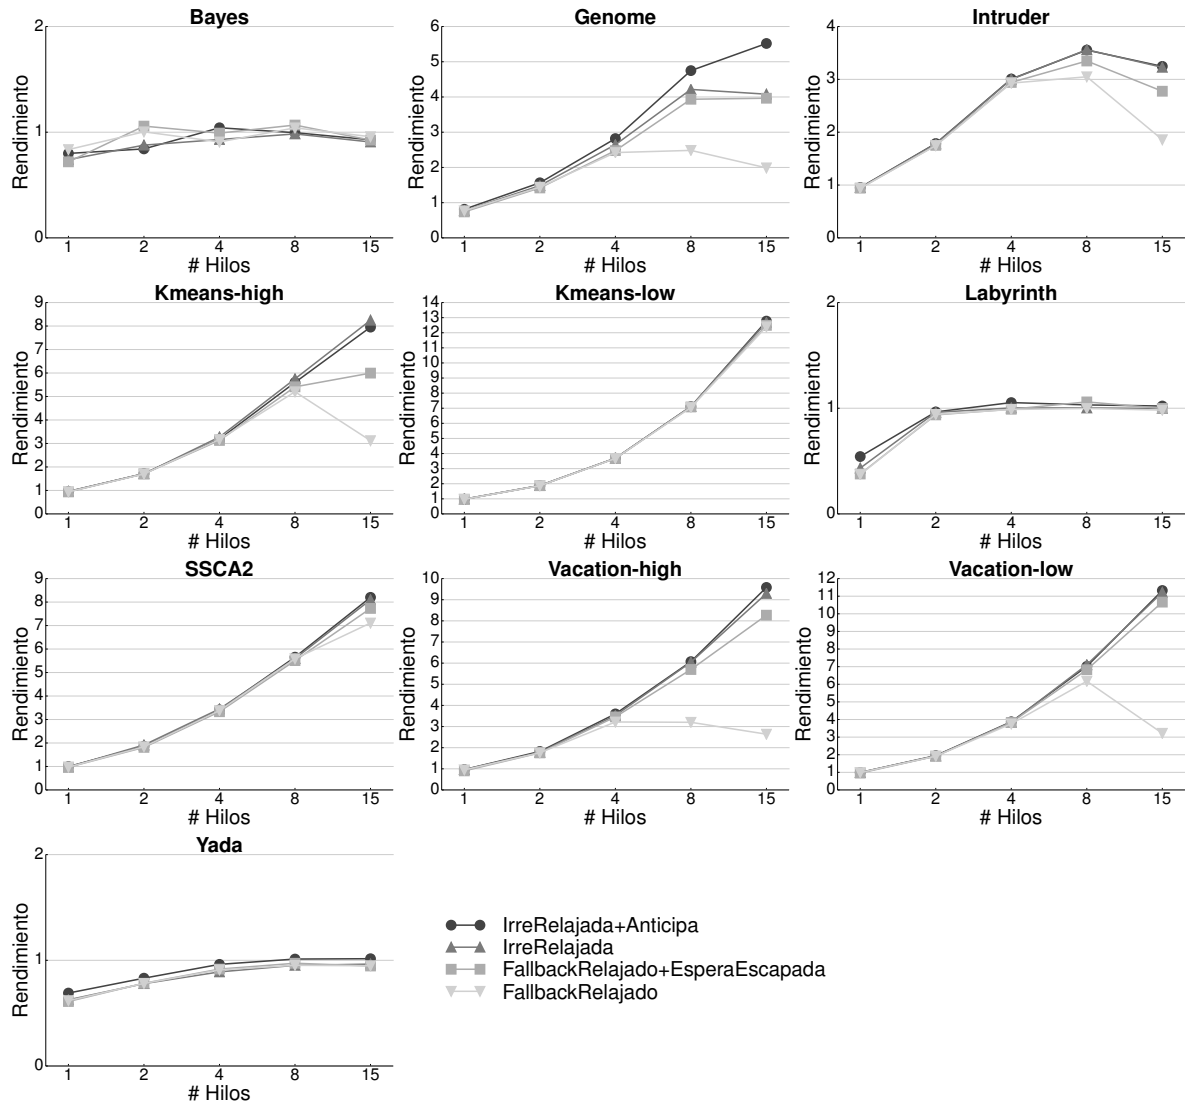 Bayes
Rendimiento
2
1
0
1 2 4 8 15
# Hilos
Genome
Rendimiento
6
5
4
3
2
1
0
1 2 4 8 15
# Hilos
Intruder
Rendimiento
4
3
2
1
0
1 2 4 8 15
# Hilos
Kmeans-high
Rendimiento
9
8
7
6
5
4
3
2
1
0
1 2 4 8 15
# Hilos
Kmeans-low
Rendimiento
14
13
12
11
10
9
8
7
6
5
4
3
2
1
0
1 2 4 8 15
# Hilos
Labyrinth
Rendimiento
2
1
0
1 2 4 8 15
# Hilos
SSCA2
Rendimiento
9
8
7
6
5
4
3
2
1
0
1 2 4 8 15
# Hilos
Vacation-high
Rendimiento
10
9
8
7
6
5
4
3
2
1
0
1 2 4 8 15
# Hilos
Vacation-low
Rendimiento
12
11
10
9
8
7
6
5
4
3
2
1
0
1 2 4 8 15
# Hilos
Yada
Rendimiento
2
1
0
1 2 4 8 15
# Hilos
IrreRelajada+Anticipa
IrreRelajada
FallbackRelajado+EsperaEscapada
FallbackRelajado